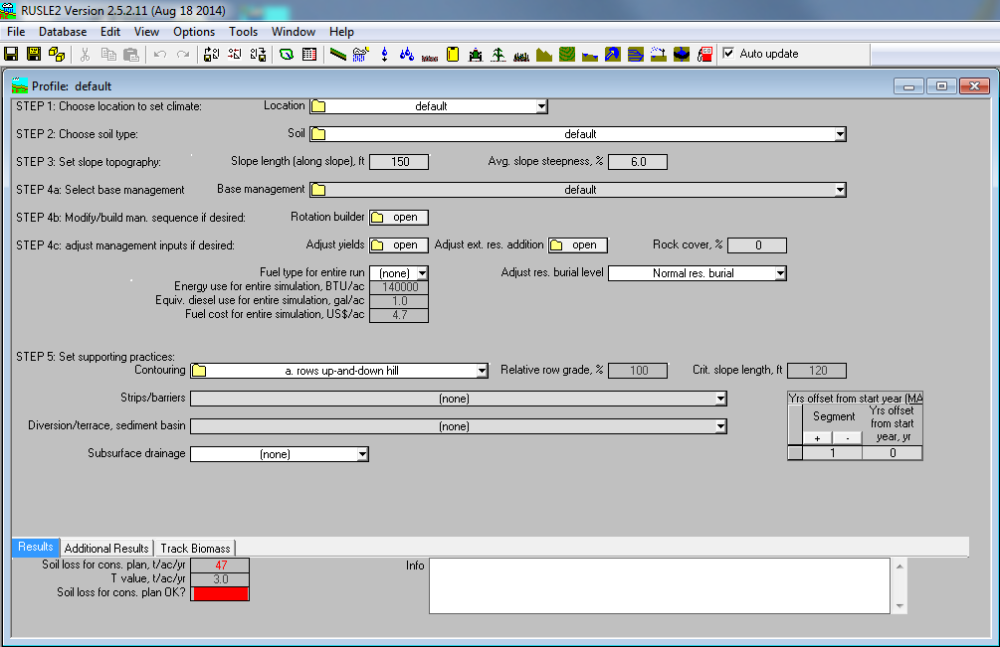 RUSLE2 Version 2.5.2.11 (Aug 18 2014)
File Database Edit View Options Tools Window Help
Auto update
Profile: default
STEP 1: Choose location to set climate: Location default
STEP 2: Choose soil type: Soil default
STEP 3: Set slope topography: Slope length (along slope), ft 150 Avg. slope steepness, % 6.0
STEP 4a: Select base management Base management default
STEP 4b: Modify/build man. sequence if desired: Rotation builder open
STEP 4c: adjust management inputs if desired: Adjust yields open Adjust ext. res. addition open Rock cover, % 0
Fuel type for entire run (none) Adjust res. burial level Normal res. burial
Energy use for entire simulation, BTU/ac 140000
Equiv. diesel use for entire simulation, gal/ac 1.0
Fuel cost for entire simulation, US$/ac 4.7
STEP 5: Set supporting practices:
Contouring a. rows up-and-down hill Relative row grade, % 100 Crit. slope length, ft 120
Strips/barriers (none)
Diversion/terrace, sediment basin (none)
Subsurface drainage (none)
Yrs offset from start year (MA
Segment
+ -
Yrs offset
from start
year, yr
1 0
Results Additional Results Track Biomass
Soil loss for cons. plan, t/ac/yr 47 Info
T value, t/ac/yr 3.0
Soil loss for cons. plan OK?